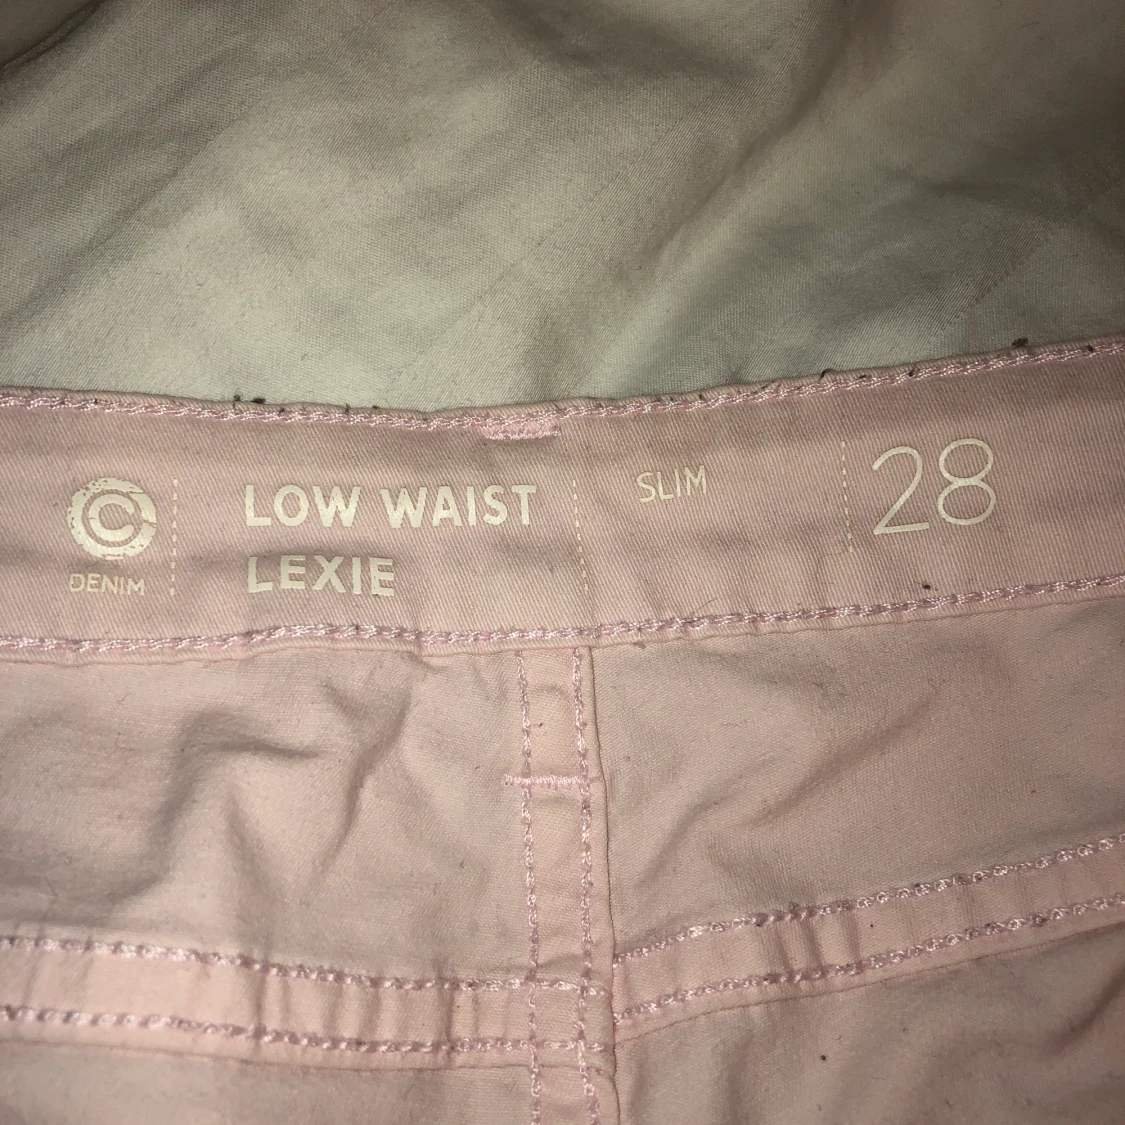 C
DENIM
LOW WAIST
LEXIE
SLIM
28